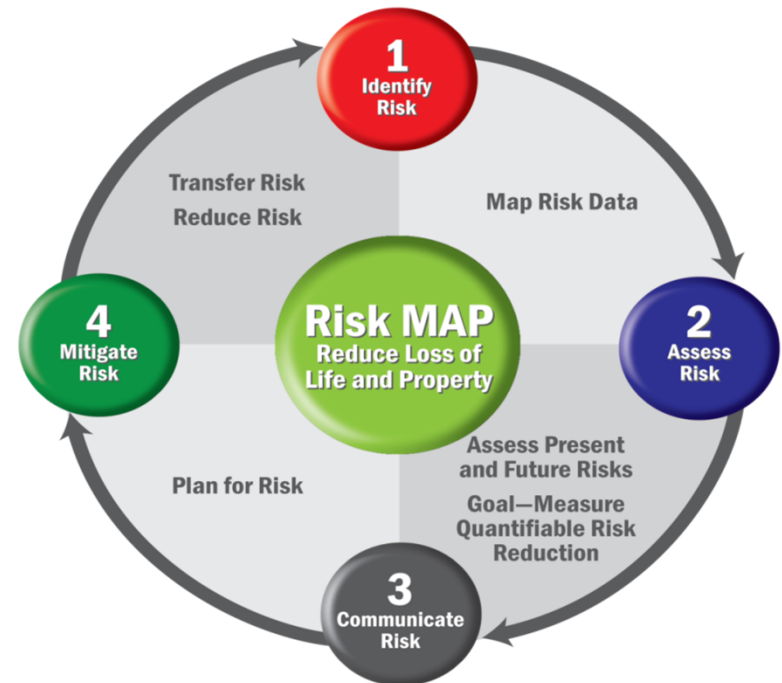 1
Identify
Risk
Transfer Risk
Reduce Risk
Map Risk Data
4
Mitigate
Risk
Risk MAP
Reduce Loss of
Life and Property
2
Assess
Risk
Plan for Risk
Assess Present
and Future Risks
Goal—Measure
Quantifiable Risk
Reduction
3
Communicate
Risk